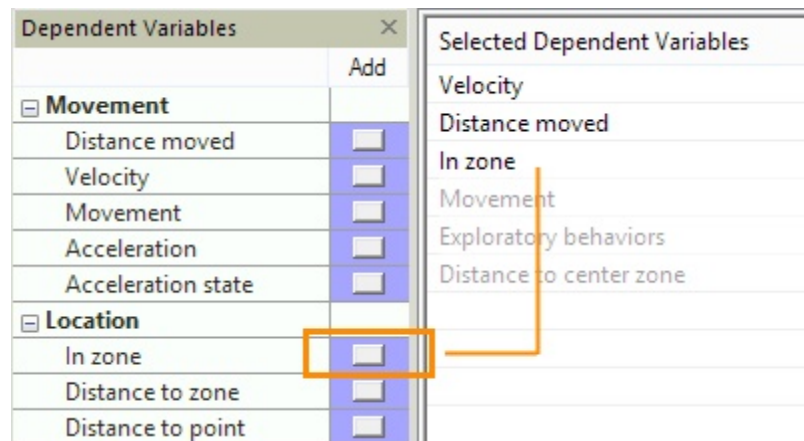 Dependent Variables
Add
Movement
Distance moved
Velocity
Movement
Acceleration
Acceleration state
Location
In zone
Distance to zone
Distance to point
Selected Dependent Variables
Velocity
Distance moved
In zone
Movement
Exploratory behaviors
Distance to center zone